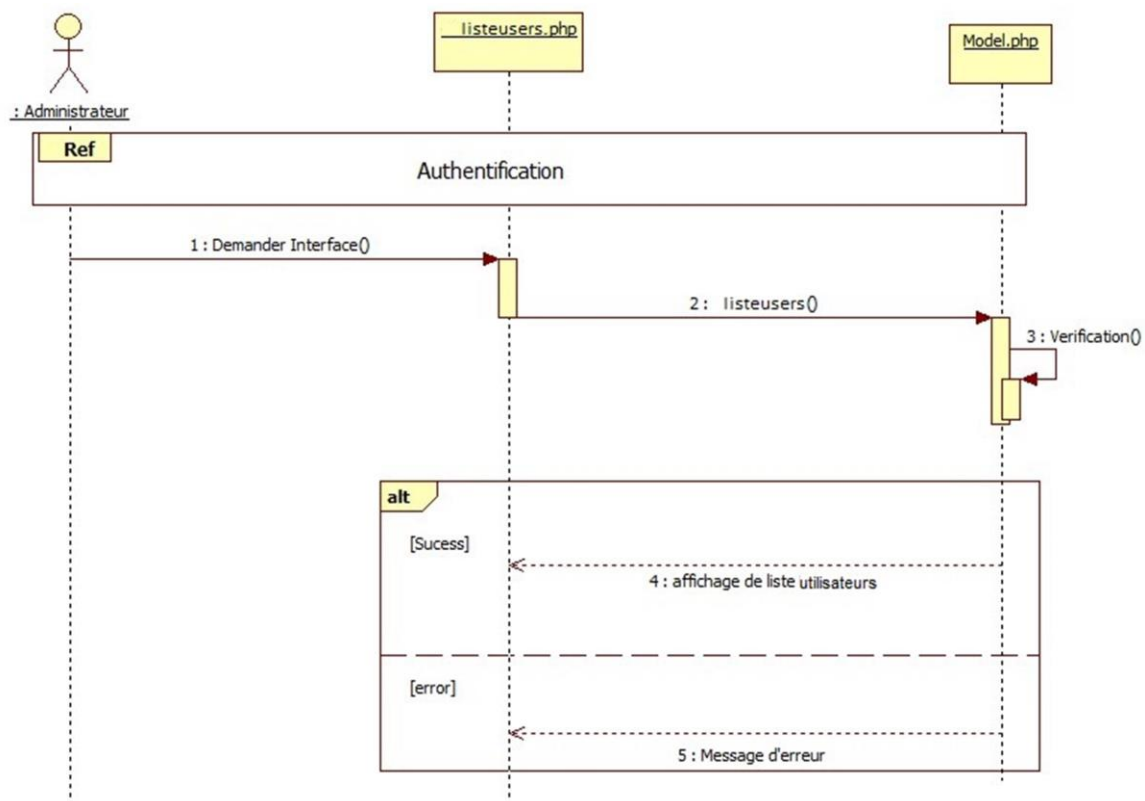 listeusers.php
Model.php
: Administrateur
Ref
Authentification
1 : Demander Interface()
2 : listeusers()
3 : Verification()
alt
[Sucess]
4 : affichage de liste utilisateurs
[error]
5 : Message d'erreur